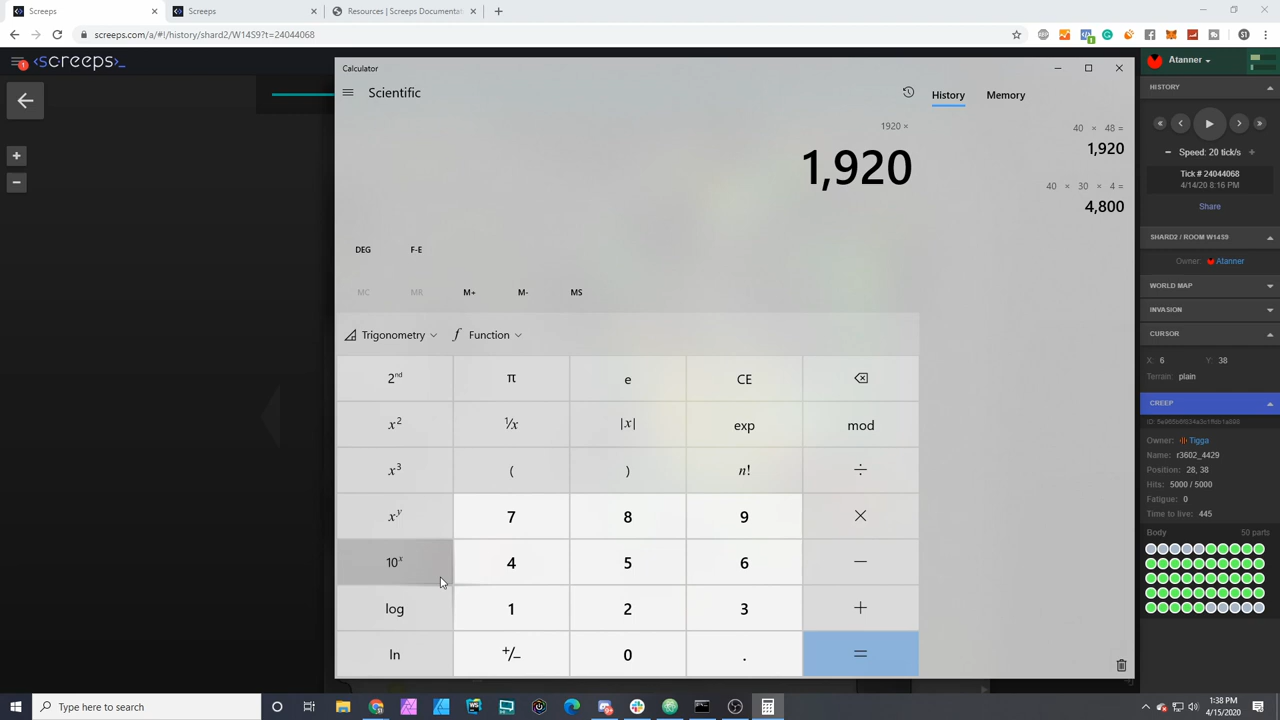 Screeps
Screeps
Resources | Screeps Documenta
screeps.com/a/#!/history/shard2/W14S9?t=24044068
<screeps>_
1
Atanner
Calculator
Scientific
History
Memory
1920 ×
1,920
40 × 48 =
1,920
40 × 30 × 4 =
4,800
DEG
F-E
MC
MR
M+
M-
MS
Trigonometry
Function
2nd
π
e
CE
x2
1/x
|x|
exp
mod
x3
(
)
n!
÷
xy
7
8
9
×
10x
4
5
6
−
log
1
2
3
+
ln
+/−
0
.
=
HISTORY
− Speed: 20 tick/s +
Tick # 24044068
4/14/20 8:16 PM
Share
SHARD2 / ROOM W14S9
Owner: Atanner
WORLD MAP
INVASION
CURSOR
X: 6 Y: 38
Terrain: plain
CREEP
Owner: Tigga
Name: r3602_4429
Position: 28, 38
Hits: 5000 / 5000
Fatigue: 0
Time to live: 445
Body 50 parts
Type here to search
1:38 PM
4/15/2020